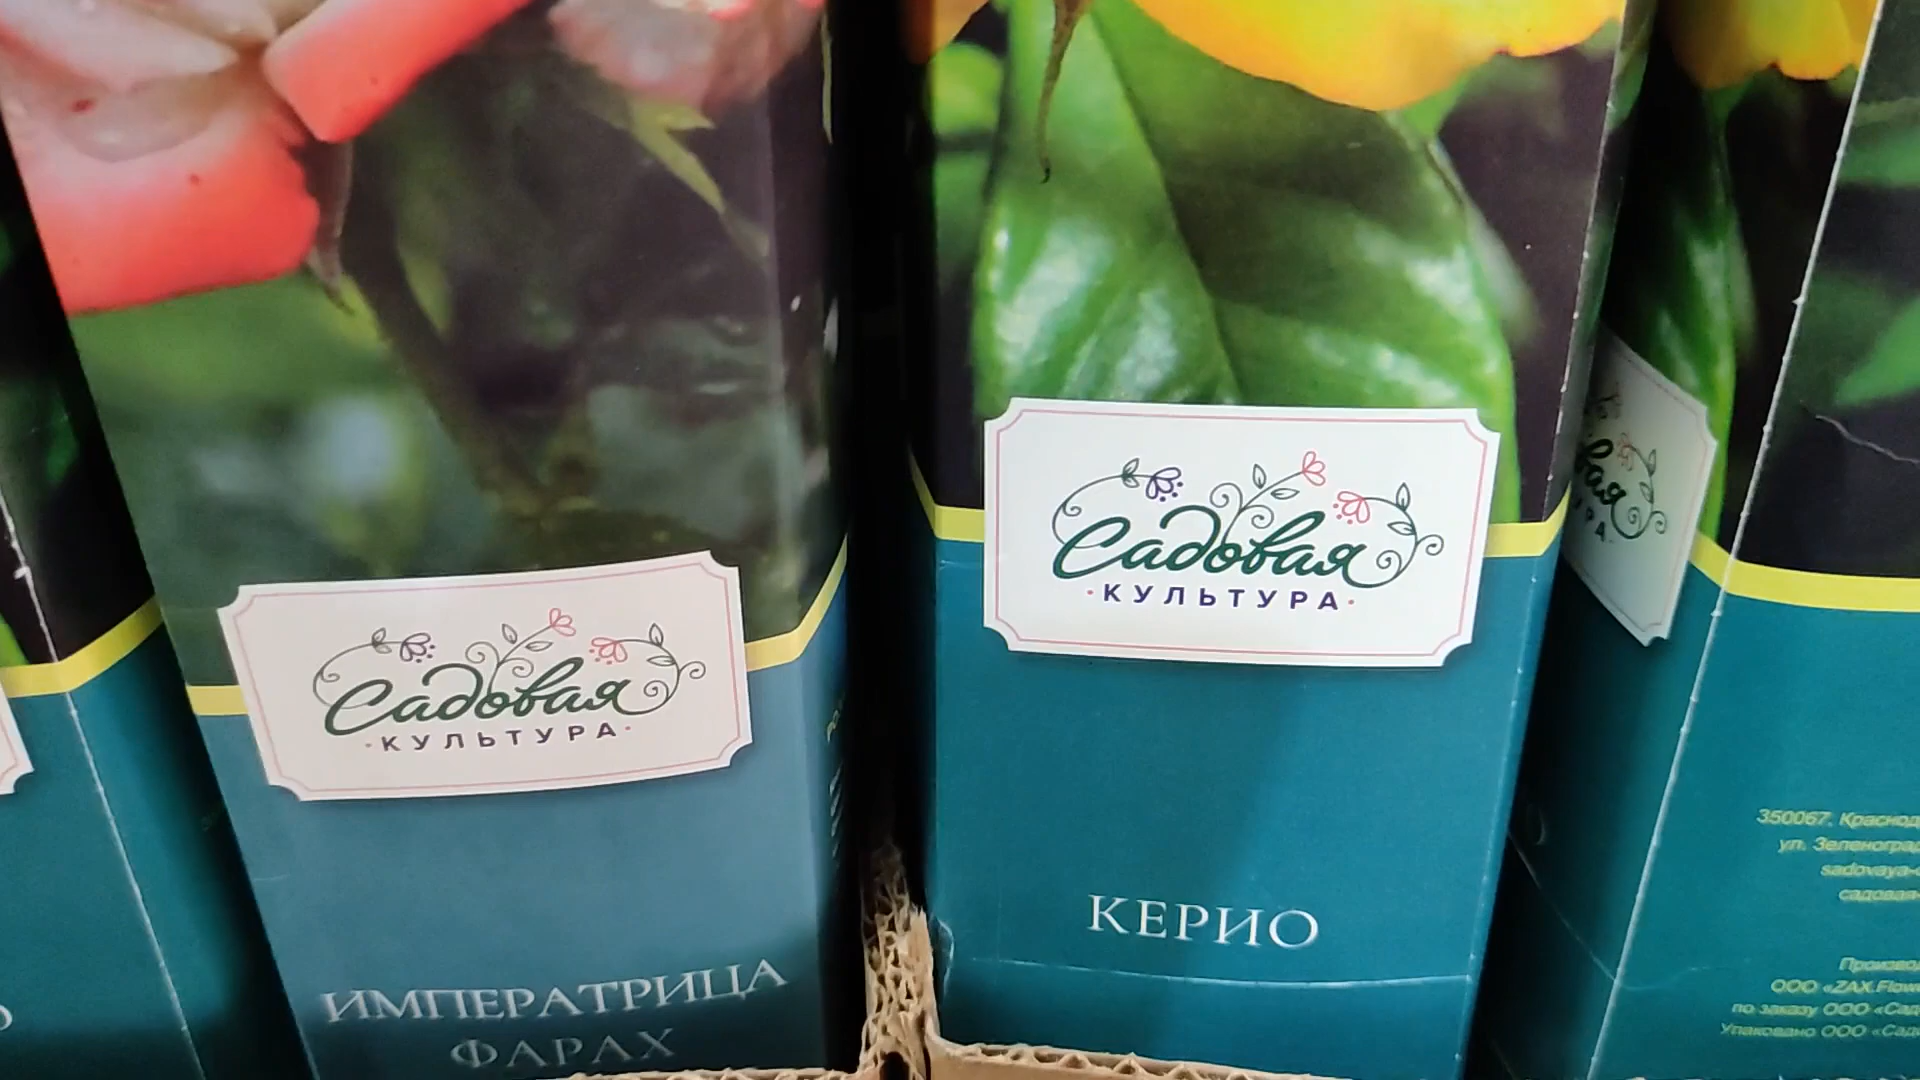 Садовая
·КУЛЬТУРА·
ИМПЕРАТРИЦА
ФАРАХ
Садовая
·КУЛЬТУРА·
КЕРИО
350067, Краснод
ул. Зеленоград
sadovaya-
садовая-
Производ
ООО «ZAX.Flow
по заказу ООО «Сад
Упаковано ООО «Сад